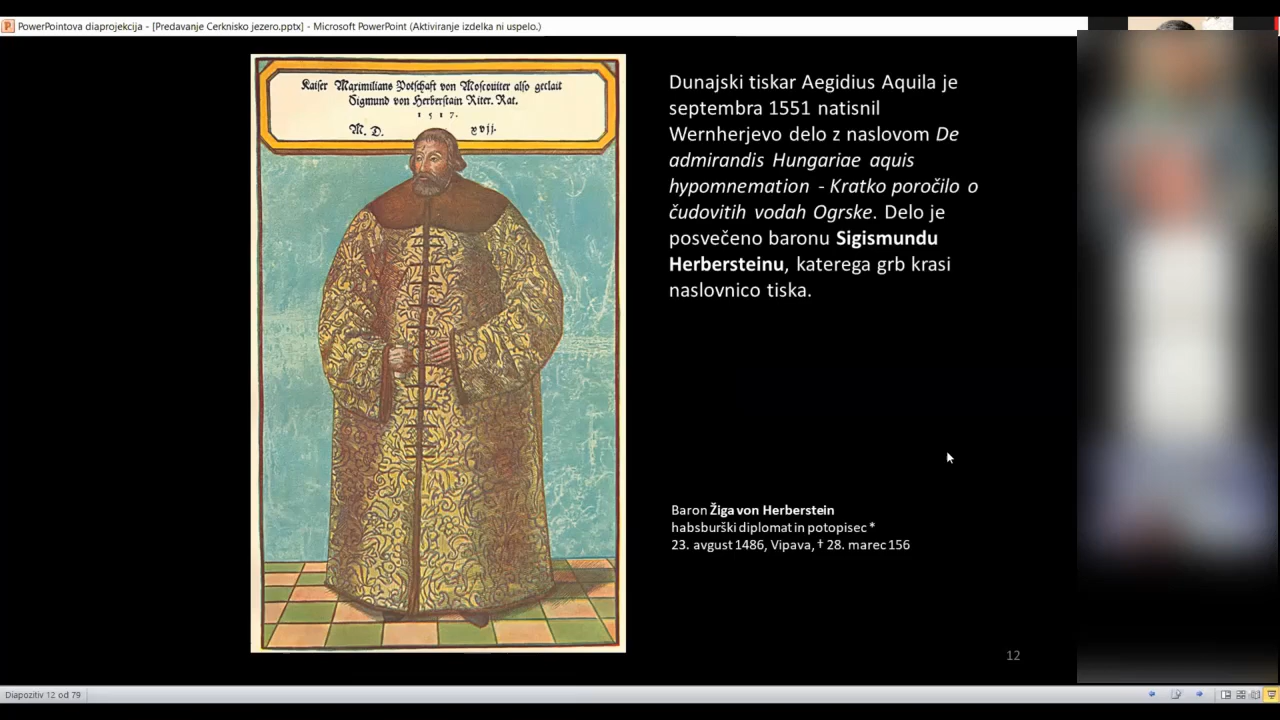 PowerPointova diaprojekcija - [Predavanje Cerknisko jezero.pptx] - Microsoft PowerPoint (Aktiviranje izdelka ni uspelo.)
Kaiser Maximilians Potschaft von Moscouiter also geclait
Sigmund von Herberstain Riter. Rat.
1517.
M. D. xvij.
Dunajski tiskar Aegidius Aquila je
septembra 1551 natisnil
Wernherjevo delo z naslovom De
admirandis Hungariae aquis
hypomnemation - Kratko poročilo o
čudovitih vodah Ogrske. Delo je
posvečeno baronu Sigismundu
Herbersteinu, katerega grb krasi
naslovnico tiska.
Baron Žiga von Herberstein
habsburški diplomat in potopisec *
23. avgust 1486, Vipava, † 28. marec 156
12
Diapozitiv 12 od 79